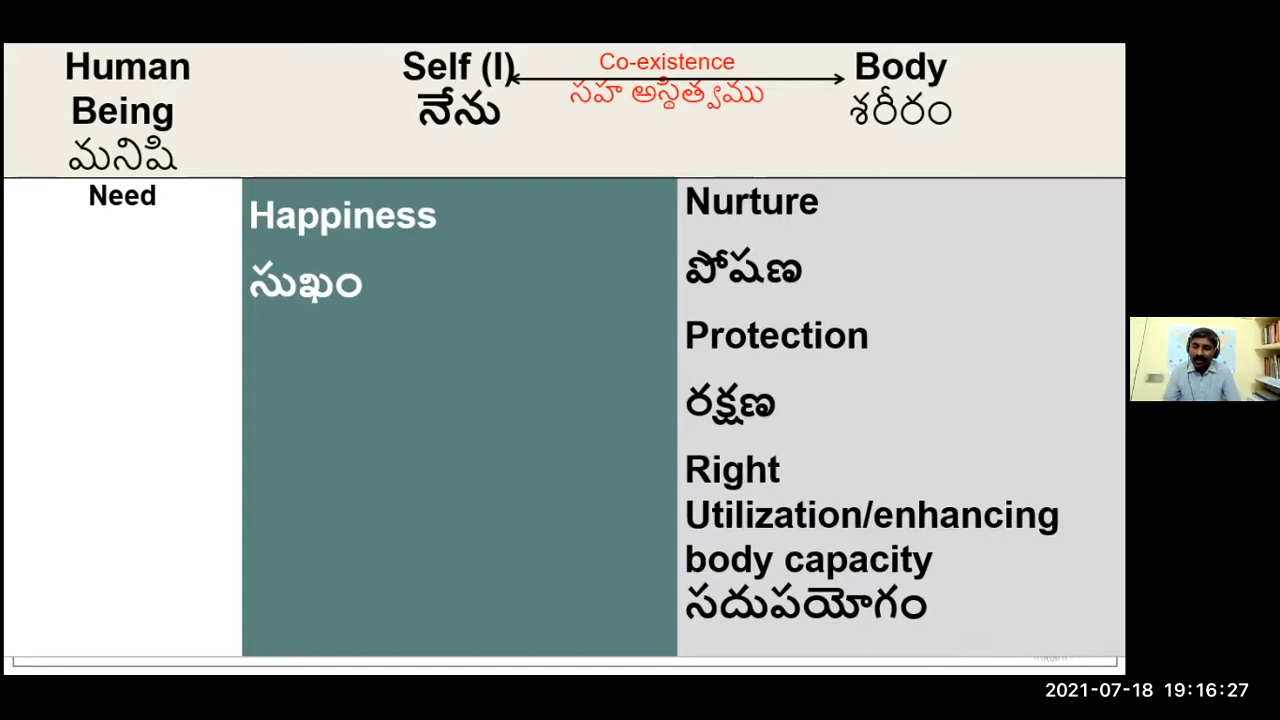 Human
Being
మనిషి
Self (I)
నేను
Co-existence
సహ అస్థిత్వము
Body
శరీరం
Need
Happiness
సుఖం
Nurture
పోషణ
Protection
రక్షణ
Right
Utilization/enhancing
body capacity
సదుపయోగం
2021-07-18 19:16:27